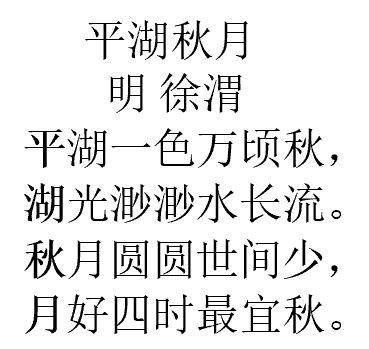 平湖秋月
明 徐渭
平湖一色万顷秋，
湖光渺渺水长流。
秋月圆圆世间少，
月好四时最宜秋。